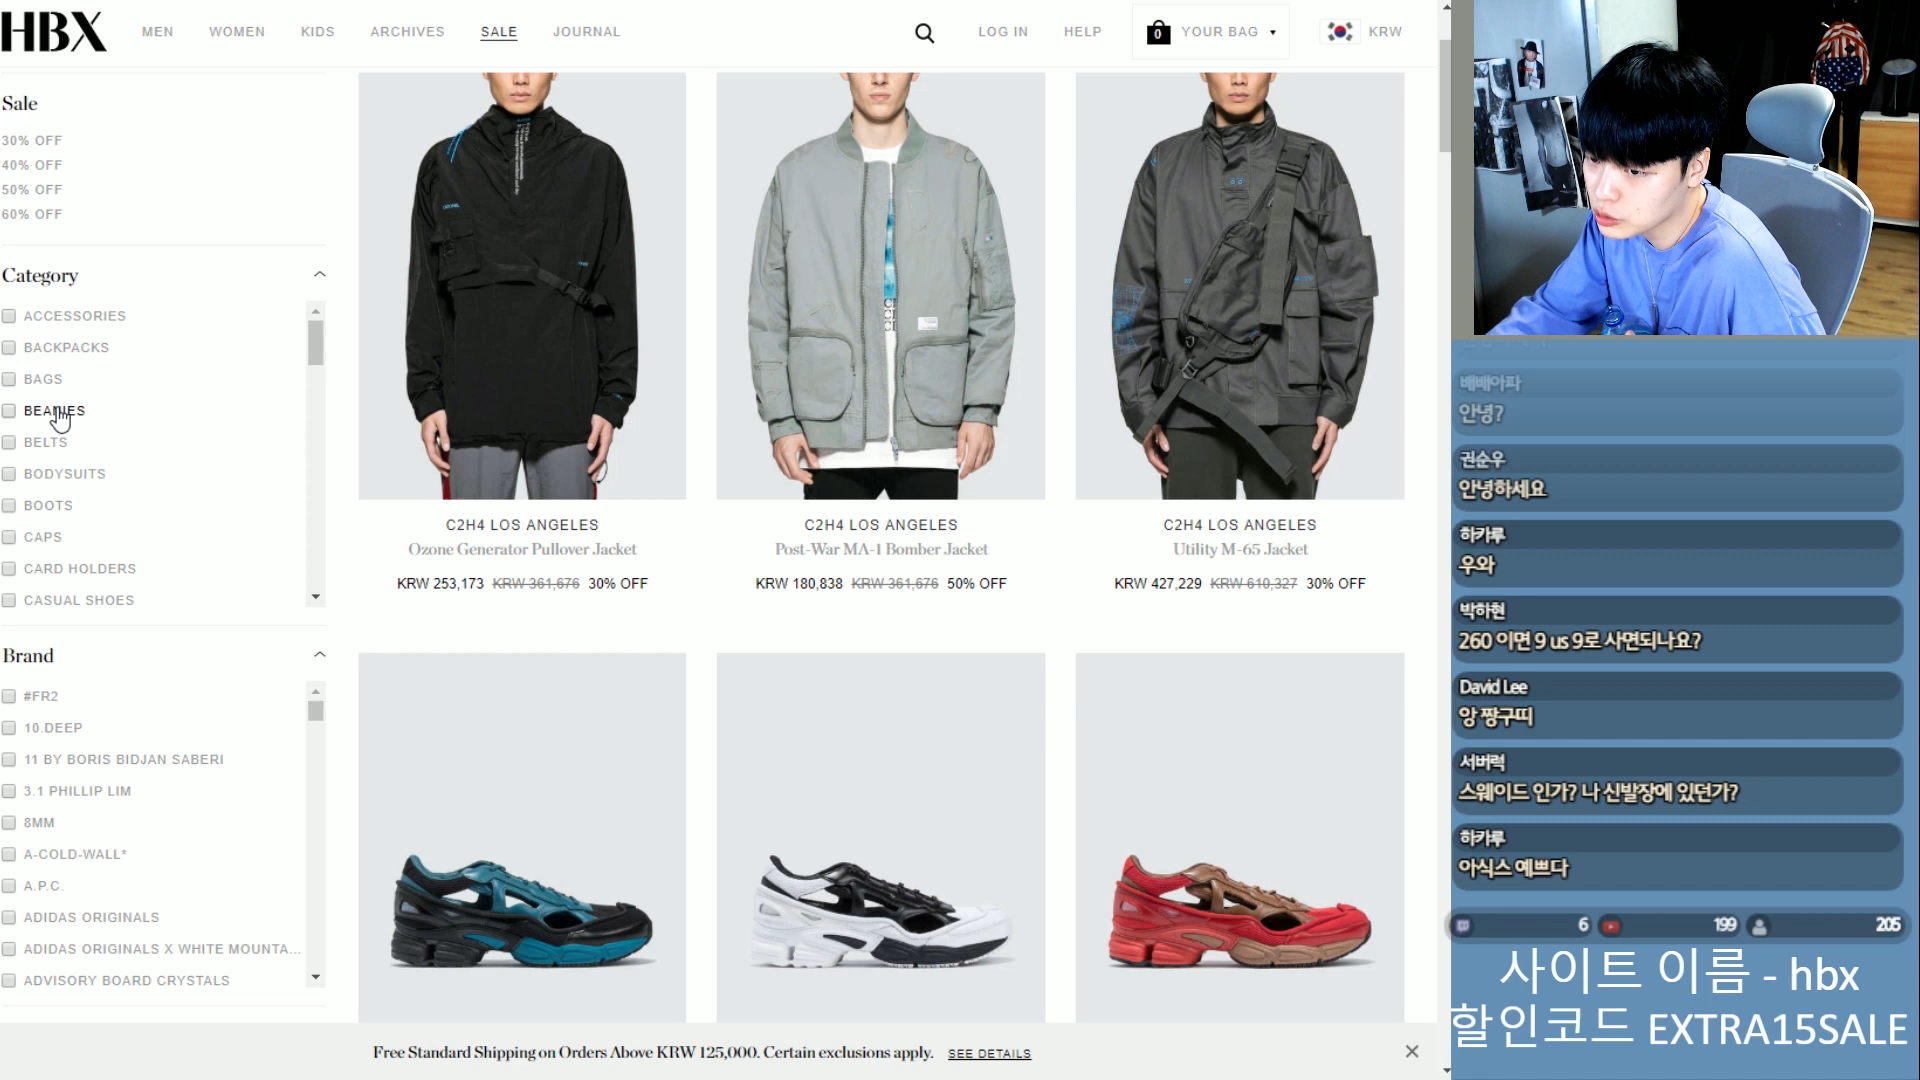 HBX
MEN WOMEN KIDS ARCHIVES SALE JOURNAL
LOG IN HELP
0 YOUR BAG
KRW
Sale
30% OFF
40% OFF
50% OFF
60% OFF
Category
ACCESSORIES
BACKPACKS
BAGS
BEANIES
BELTS
BODYSUITS
BOOTS
CAPS
CARD HOLDERS
CASUAL SHOES
Brand
#FR2
10.DEEP
11 BY BORIS BIDJAN SABERI
3.1 PHILLIP LIM
8MM
A-COLD-WALL*
A.P.C.
ADIDAS ORIGINALS
ADIDAS ORIGINALS X WHITE MOUNTA...
ADVISORY BOARD CRYSTALS
C2H4 LOS ANGELES
Ozone Generator Pullover Jacket
KRW 253,173 KRW 361,676 30% OFF
C2H4 LOS ANGELES
Post-War MA-1 Bomber Jacket
KRW 180,838 KRW 361,676 50% OFF
C2H4 LOS ANGELES
Utility M-65 Jacket
KRW 427,229 KRW 610,327 30% OFF
Free Standard Shipping on Orders Above KRW 125,000. Certain exclusions apply. SEE DETAILS
배배아파
안녕?
권순우
안녕하세요
하카루
우와
박하현
260 이면 9 us 9로 사면되나요?
David Lee
앙 짱구띠
서버럭
스웨이드 인가? 나 신발장에 있던가?
하카루
아식스 예쁘다
6 199 205
사이트 이름 - hbx
할인코드 EXTRA15SALE